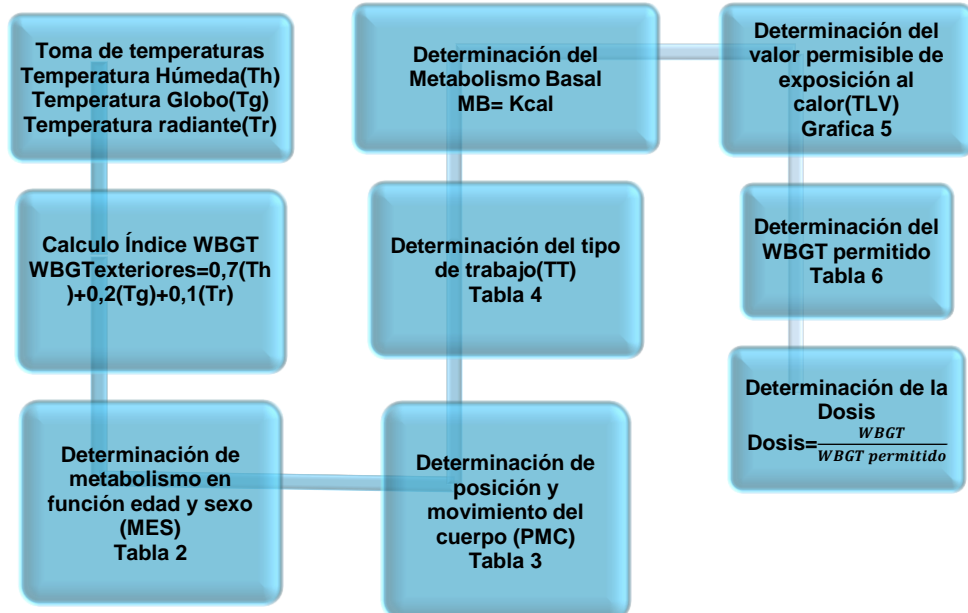 Toma de temperaturas
Temperatura Húmeda(Th)
Temperatura Globo(Tg)
Temperatura radiante(Tr)
Calculo Índice WBGT
WBGTexteriores=0,7(Th
)+0,2(Tg)+0,1(Tr)
Determinación de
metabolismo en
función edad y sexo
(MES)
Tabla 2
Determinación de
posición y
movimiento del
cuerpo (PMC)
Tabla 3
Determinación del tipo
de trabajo(TT)
Tabla 4
Determinación del
Metabolismo Basal
MB= Kcal
Determinación del
valor permisible de
exposición al
calor(TLV)
Grafica 5
Determinación del
WBGT permitido
Tabla 6
Determinación de la
Dosis
Dosis=WBGT/WBGT permitido